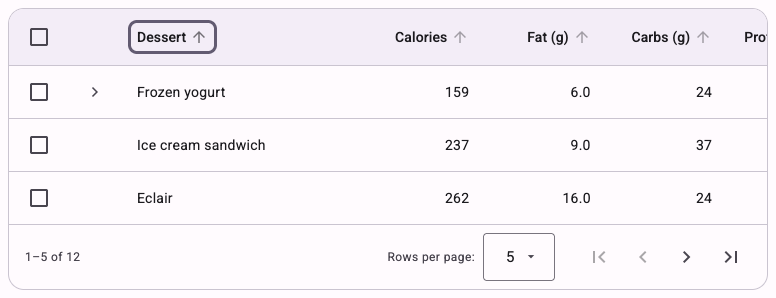 Dessert Calories Fat (g) Carbs (g) Pro
Frozen yogurt 159 6.0 24
Ice cream sandwich 237 9.0 37
Eclair 262 16.0 24
1–5 of 12 Rows per page: 5